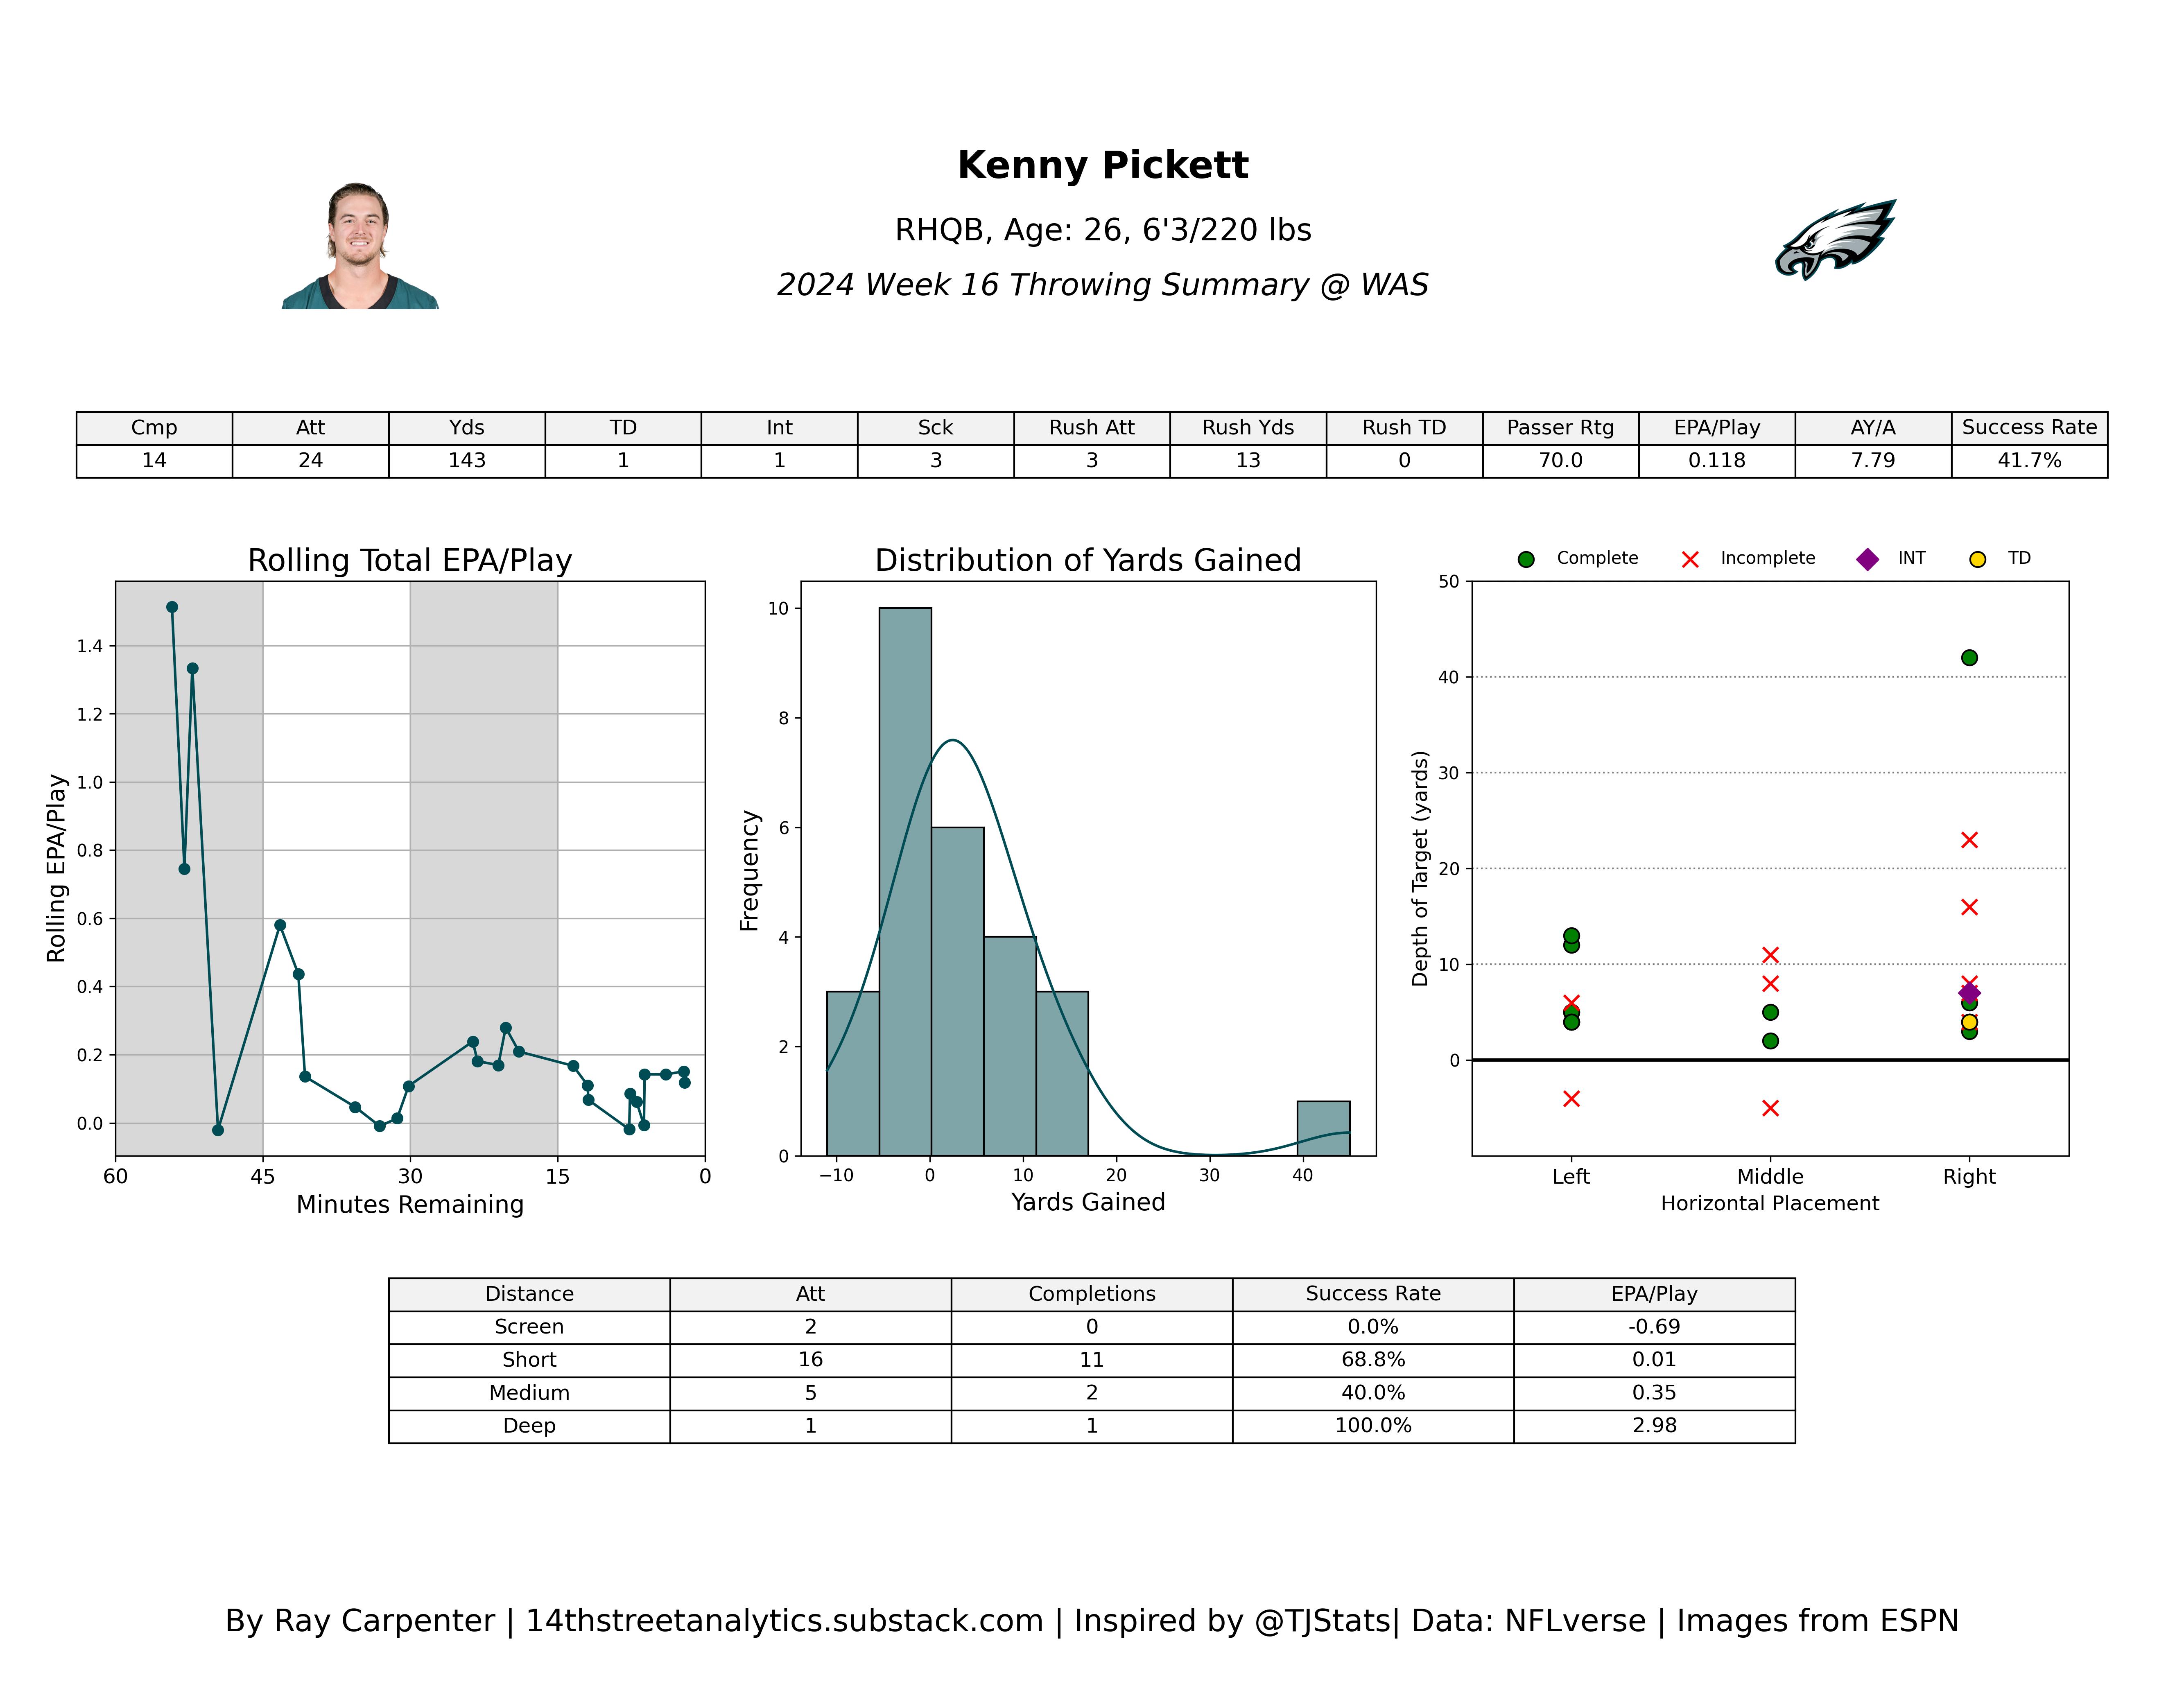 Kenny Pickett
RHQB, Age: 26, 6'3/220 lbs
2024 Week 16 Throwing Summary @ WAS
Cmp Att Yds TD Int Sck Rush Att Rush Yds Rush TD Passer Rtg EPA/Play AY/A Success Rate
14 24 143 1 1 3 3 13 0 70.0 0.118 7.79 41.7%
Rolling Total EPA/Play
Rolling EPA/Play
1.4
1.2
1.0
0.8
0.6
0.4
0.2
0.0
60 45 30 15 0
Minutes Remaining
Distribution of Yards Gained
Frequency
10
8
6
4
2
0
−10 0 10 20 30 40
Yards Gained
Complete Incomplete INT TD
Depth of Target (yards)
50
40
30
20
10
0
Left Middle Right
Horizontal Placement
Distance Att Completions Success Rate EPA/Play
Screen 2 0 0.0% -0.69
Short 16 11 68.8% 0.01
Medium 5 2 40.0% 0.35
Deep 1 1 100.0% 2.98
By Ray Carpenter | 14thstreetanalytics.substack.com | Inspired by @TJStats| Data: NFLverse | Images from ESPN